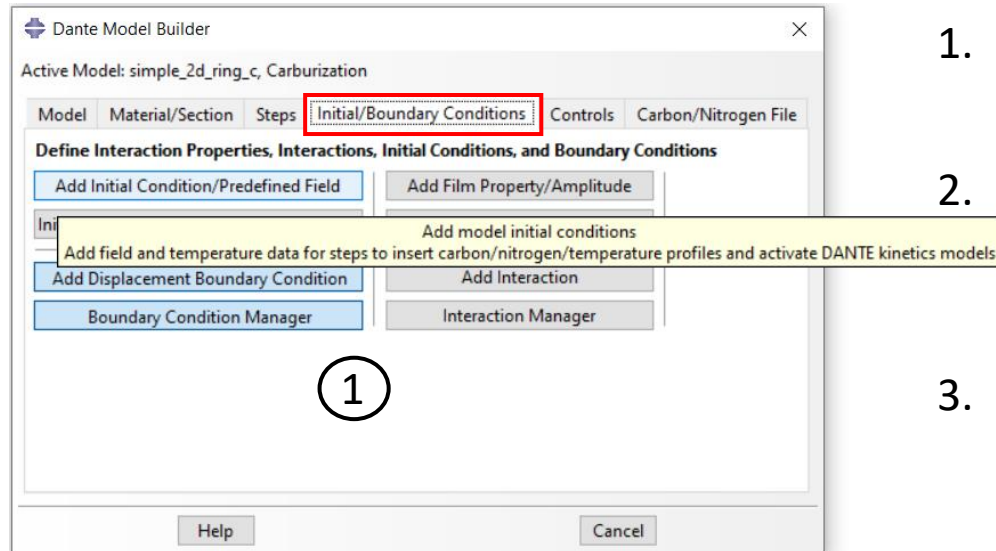 Dante Model Builder
Active Model: simple_2d_ring_c, Carburization
Model Material/Section Steps Initial/Boundary Conditions Controls Carbon/Nitrogen File
Define Interaction Properties, Interactions, Initial Conditions, and Boundary Conditions
Add Initial Condition/Predefined Field Add Film Property/Amplitude
Ini
Add model initial conditions
Add field and temperature data for steps to insert carbon/nitrogen/temperature profiles and activate DANTE kinetics models
Add Displacement Boundary Condition Add Interaction
Boundary Condition Manager Interaction Manager
1
Help Cancel
1.
2.
3.